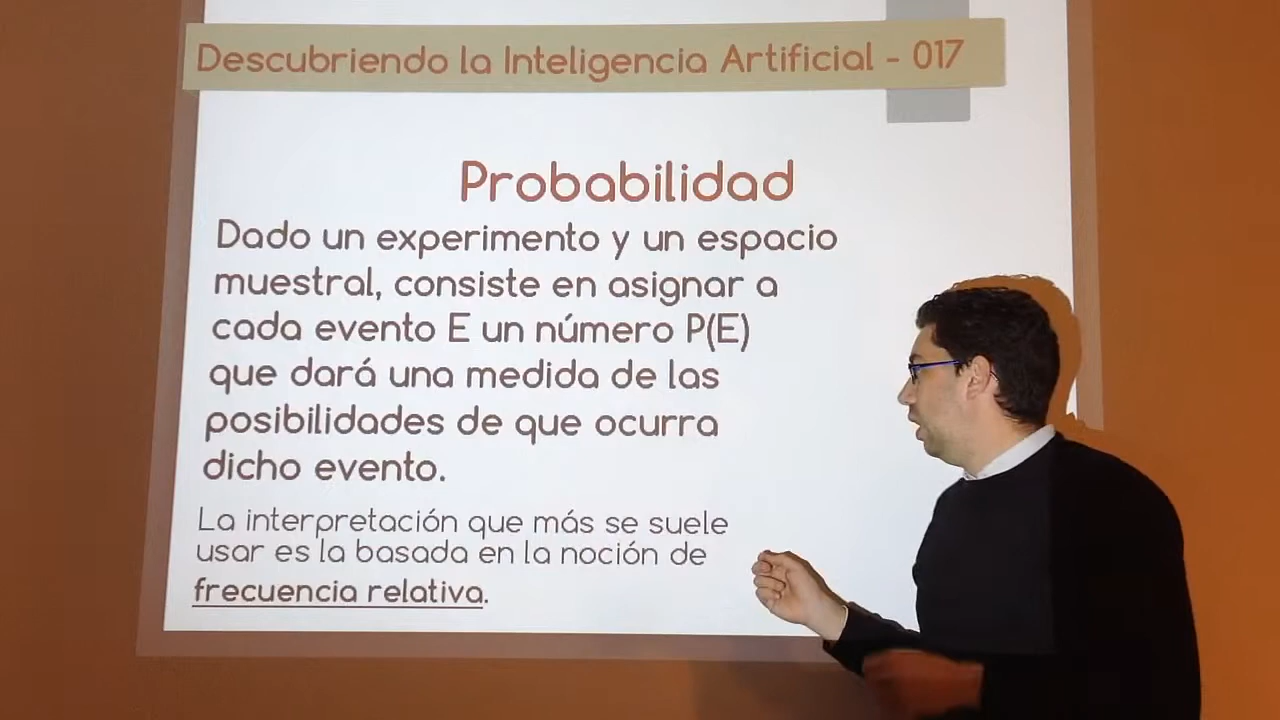 Descubriendo la Inteligencia Artificial - 017
Probabilidad
Dado un experimento y un espacio
muestral, consiste en asignar a
cada evento E un número P(E)
que dará una medida de las
posibilidades de que ocurra
dicho evento.
La interpretación que más se suele
usar es la basada en la noción de
frecuencia relativa.